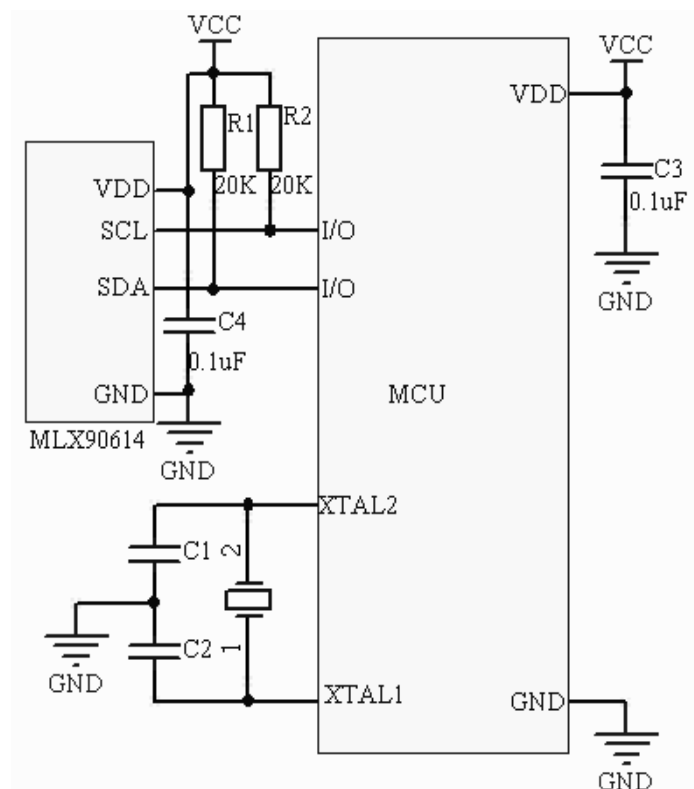 VCC
VCC
VDD
R1
R2
C3
0.1uF
VDD
20K
20K
SCL
I/O
GND
SDA
I/O
C4
0.1uF
GND
MCU
MLX90614
GND
XTAL2
C1
2
C2
1
GND
XTAL1
GND
GND